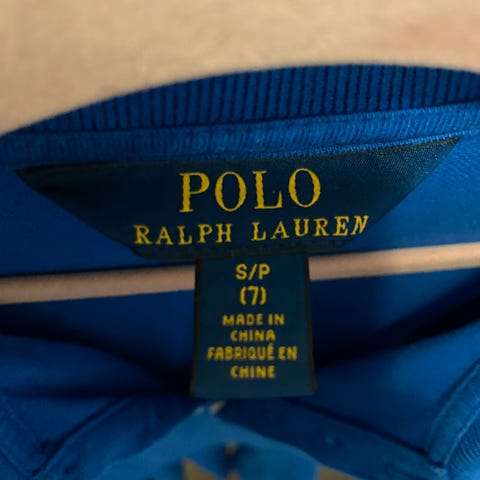 POLO
RALPH LAUREN
S/P
(7)
MADE IN
CHINA
FABRIQUÉ EN
CHINE